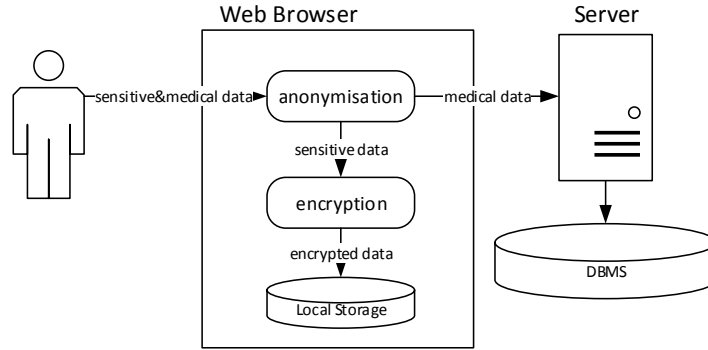 Web Browser
Server
sensitive&medical data
anonymisation
medical data
sensitive data
encryption
encrypted data
Local Storage
DBMS